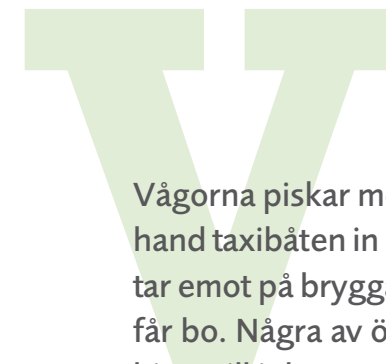 V
Vågorna piskar
hand taxibåten in
tar emot på
får bo. Några av